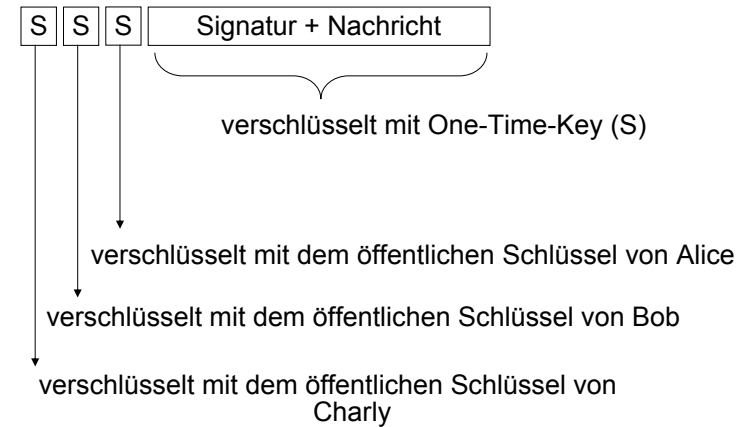 S S S Signatur + Nachricht
verschlüsselt mit One-Time-Key (S)
verschlüsselt mit dem öffentlichen Schlüssel von Alice
verschlüsselt mit dem öffentlichen Schlüssel von Bob
verschlüsselt mit dem öffentlichen Schlüssel von
Charly